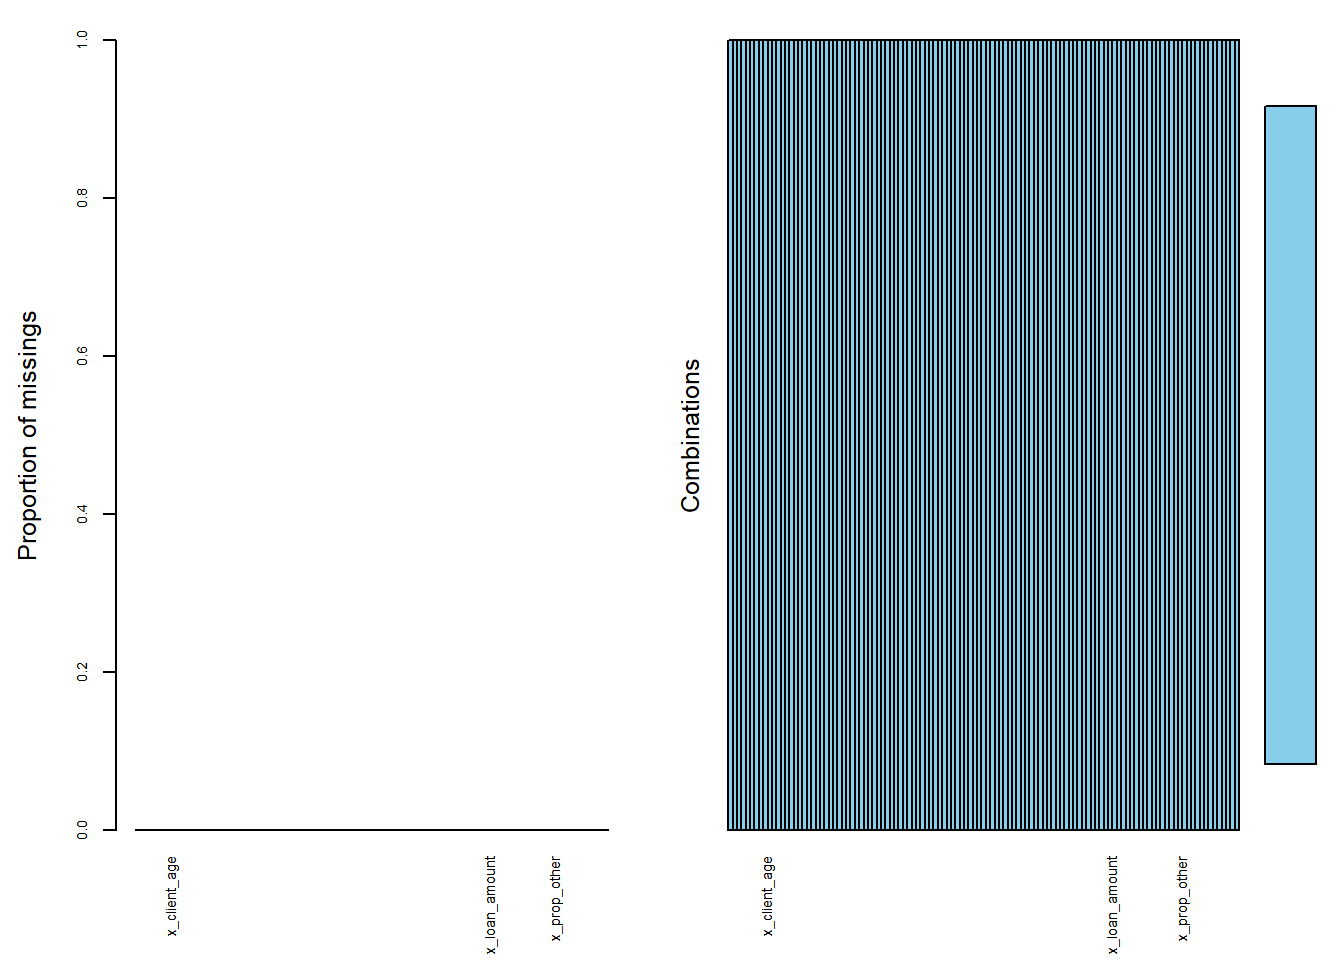 Proportion of missings
1.0
0.8
0.6
0.4
0.2
0.0
x_client_age
x_loan_amount
x_prop_other
Combinations
x_client_age
x_loan_amount
x_prop_other